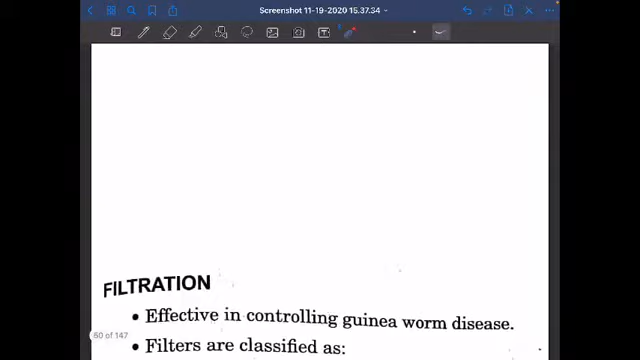 Screenshot 11-19-2020 15.37.34
FILTRATION
• Effective in controlling guinea worm disease.
50 of 147
• Filters are classified as: